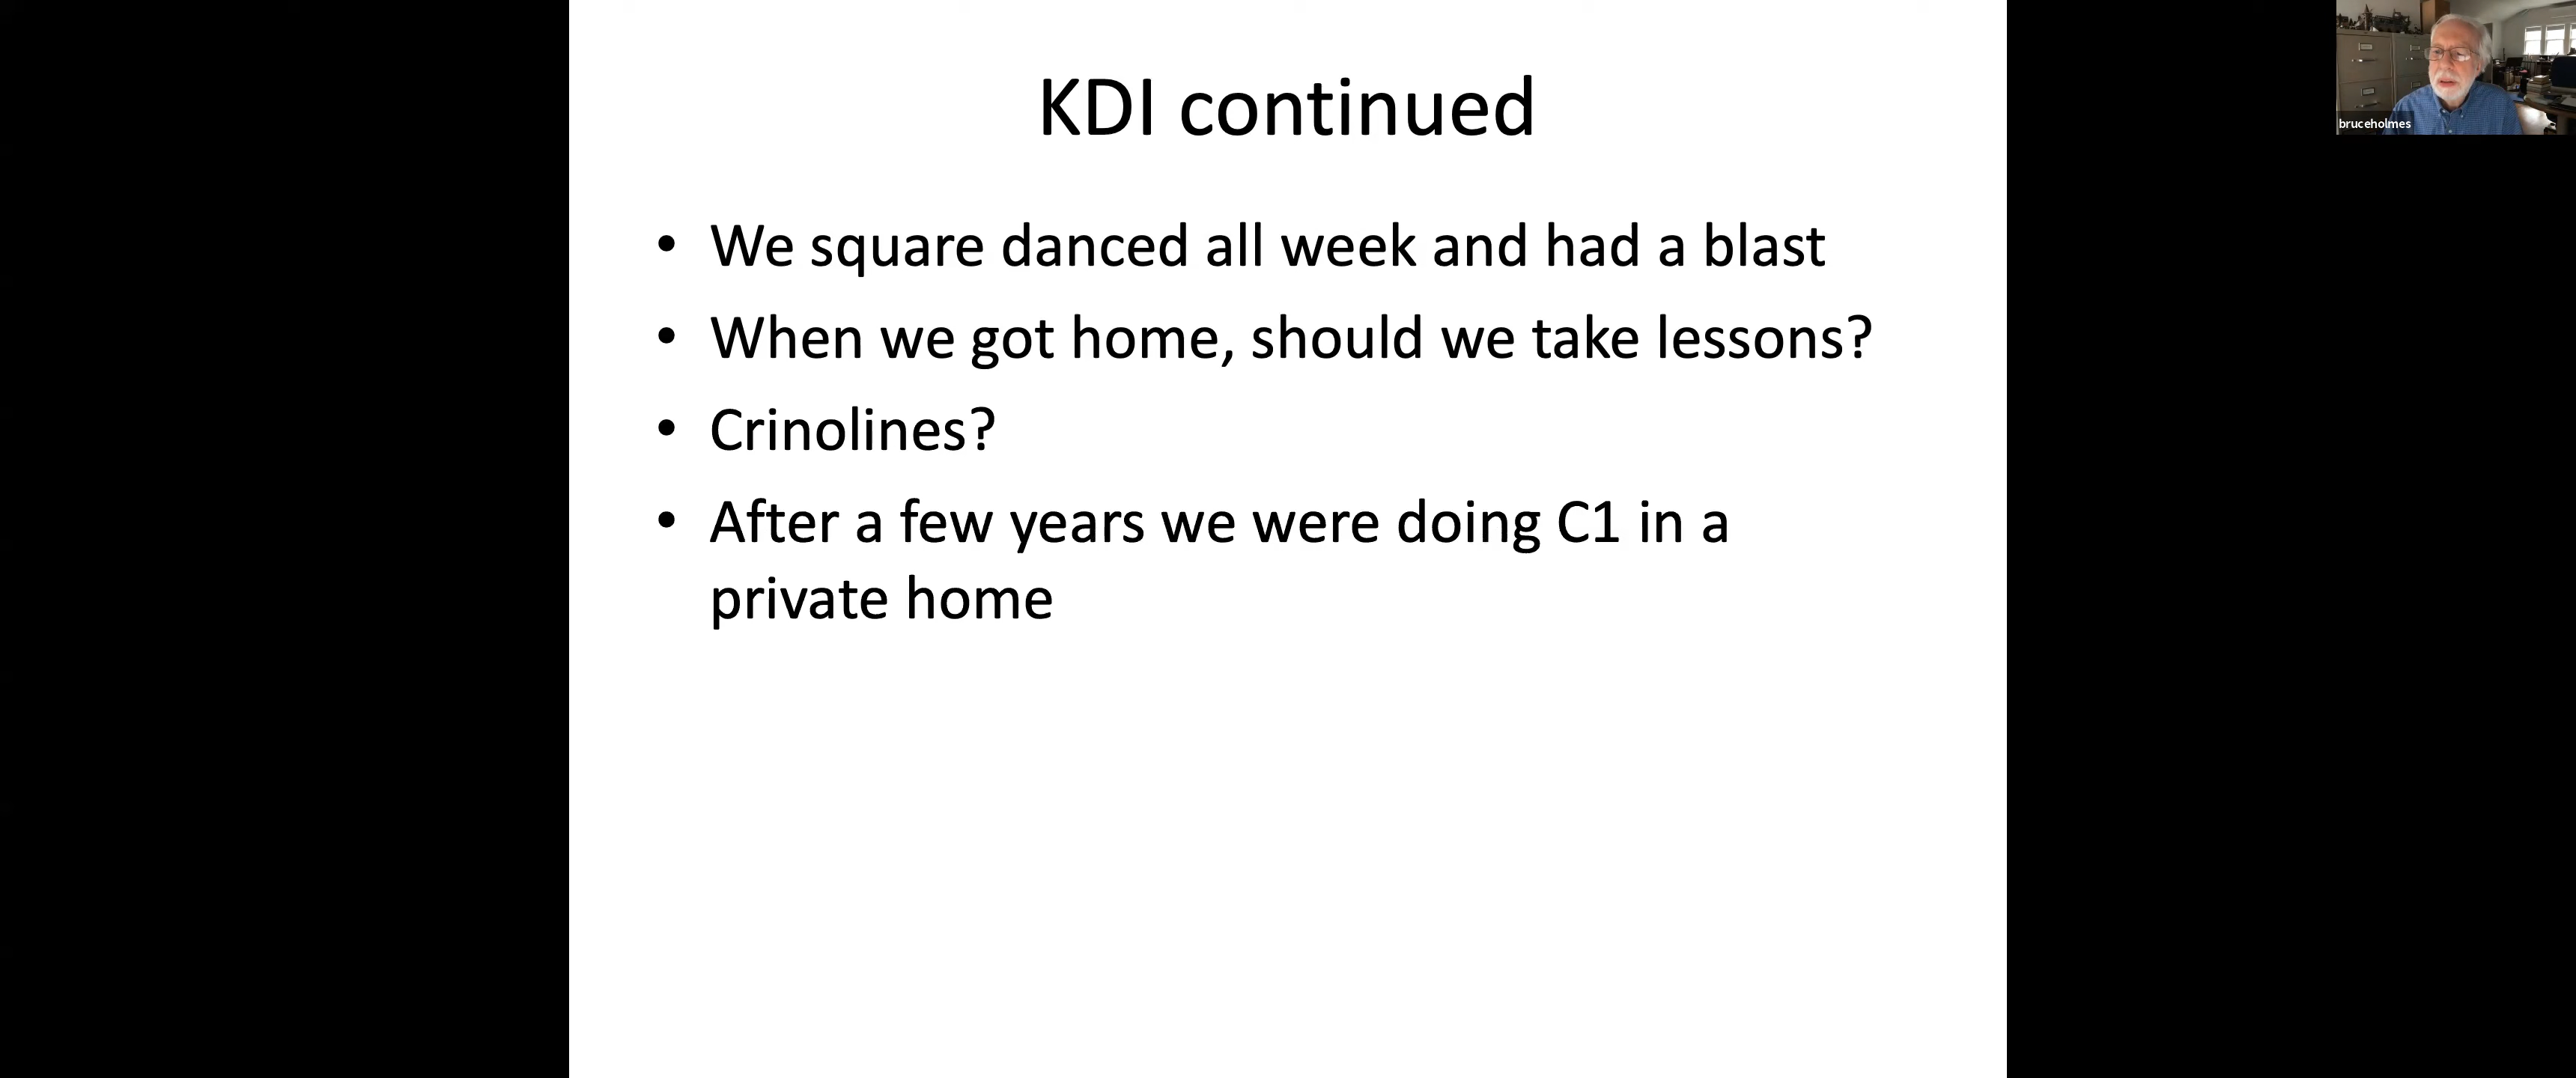 KDI continued
• We square danced all week and had a blast
• When we got home, should we take lessons?
• Crinolines?
• After a few years we were doing C1 in a
private home
bruceholmes